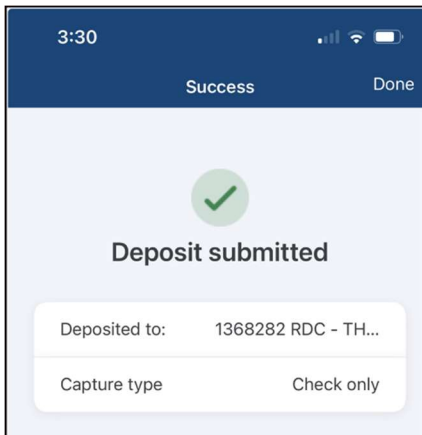 3:30
Success Done
Deposit submitted
Deposited to: 1368282 RDC - TH...
Capture type Check only